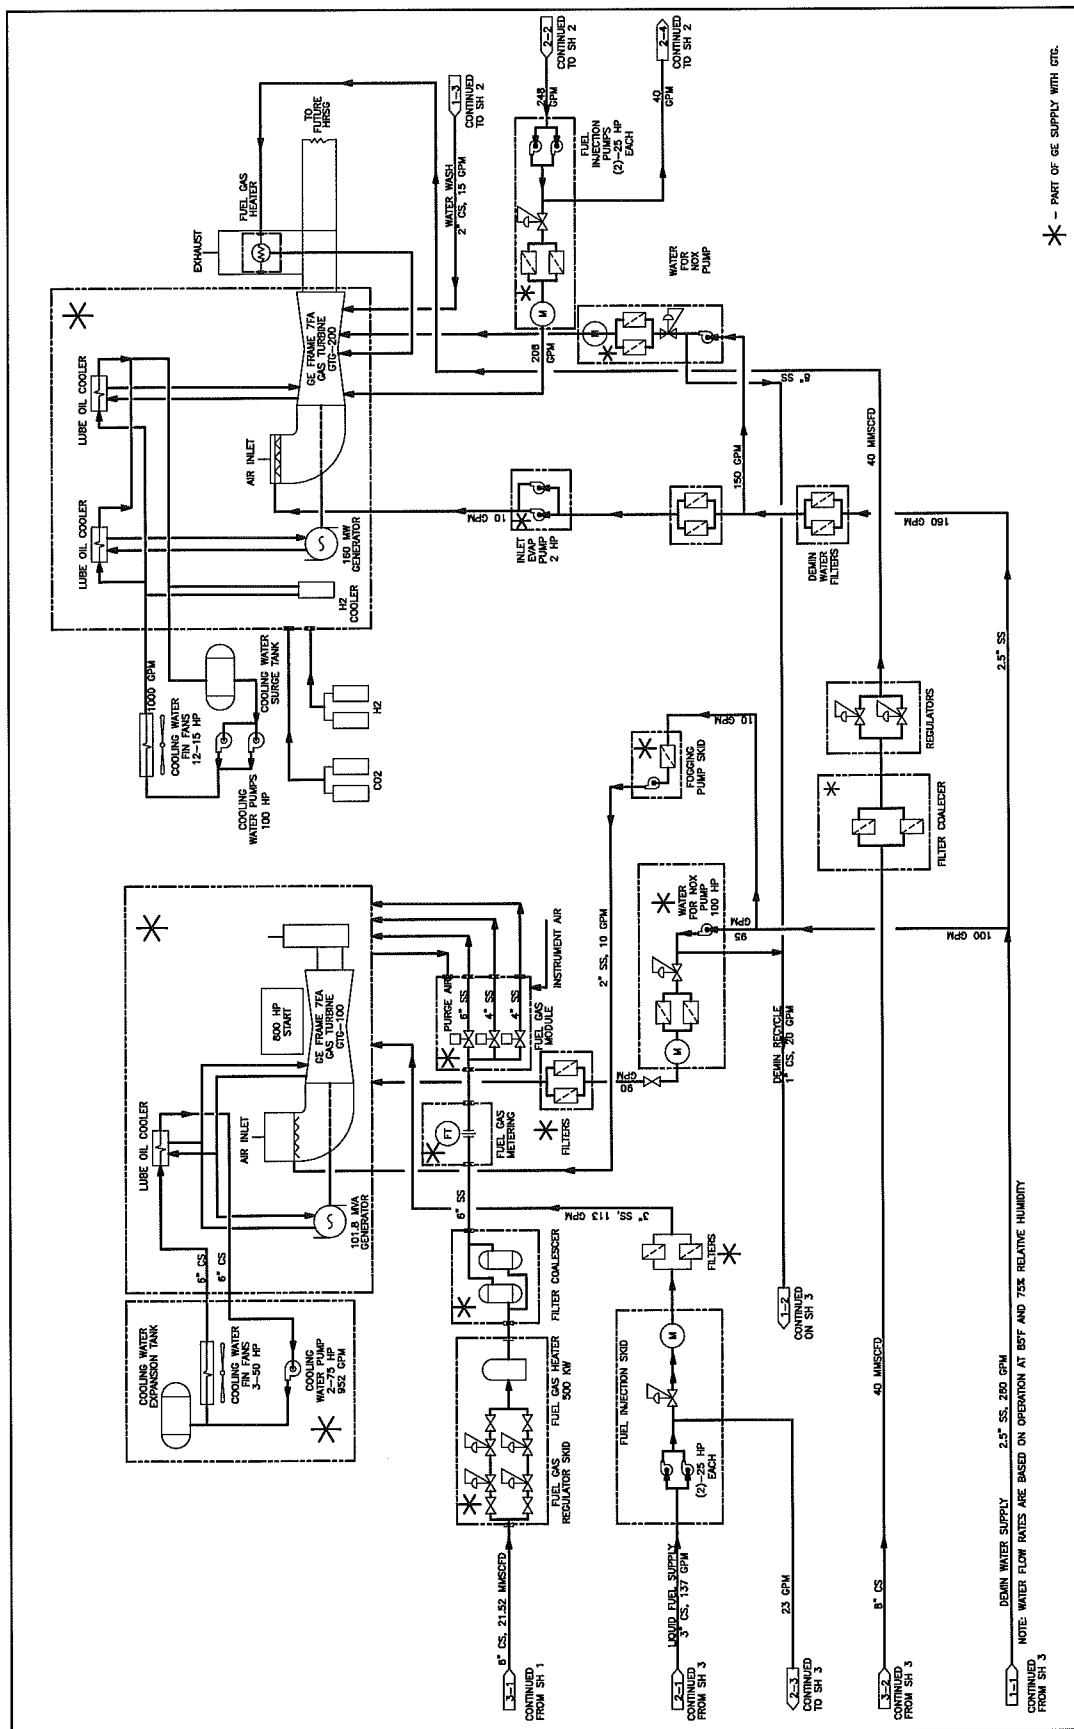 3-1
CONTINUED
FROM SH 1
6" CS, 21.52 MMSCFD
2-1
CONTINUED
FROM SH 3
LIQUID FUEL SUPPLY
3" CS, 137 GPM
2-3
CONTINUED
TO SH 3
23 GPM
3-2
CONTINUED
FROM SH 3
8" CS
40 MMSCFD
1-1
CONTINUED
FROM SH 3
DEMIN WATER SUPPLY
2.5" SS, 260 GPM
NOTE: WATER FLOW RATES ARE BASED ON OPERATION AT 85°F AND 75% RELATIVE HUMIDITY
COOLING WATER
EXPANSION TANK
COOLING WATER
FIN FANS
3-50 HP
COOLING
WATER PUMP
2-75 HP
952 GPM
6" CS
6" CS
LUBE OIL COOLER
AIR INLET
101.8 MVA
GENERATOR
800 HP
START
GE FRAME 7EA
GAS TURBINE
GTG-100
FUEL GAS
REGULATOR SKID
FUEL GAS HEATER
500 KW
FILTER COALESCER
6" SS
FT
FUEL GAS
METERING
PURGE AIR
6" SS
4" SS
4" SS
FUEL GAS
MODULE
INSTRUMENT AIR
FUEL INJECTION SKID
(2)-25 HP
EACH
M
FILTERS
3" SS, 113 GPM
FILTERS
90
GPM
M
WATER
FOR NOX
PUMP
100 HP
95
GPM
DEMIN RECYCLE
1" CS, 20 GPM
1-2
CONTINUED
ON SH 3
2" SS, 10 GPM
FOGGING
PUMP SKID
10 GPM
100 GPM
FILTER COALECER
REGULATORS
40 MMSCFD
2.5" SS
160 GPM
COOLING
WATER PUMPS
100 HP
COOLING WATER
FIN FANS
12-15 HP
1000 GPM
COOLING WATER
SURGE TANK
CO2
H2
H2
COOLER
LUBE OIL COOLER
LUBE OIL COOLER
160 MW
GENERATOR
AIR INLET
GE FRAME 7FA
GAS TURBINE
GTG-200
EXHAUST
FUEL GAS
HEATER
TO
FUTURE
HRSG
INLET
EVAP
PUMP
2 HP
10 GPM
DEMIN
WATER
FILTERS
150 GPM
8" SS
WATER
FOR NOX
PUMP
M
208
GPM
M
FUEL
INJECTION
PUMPS
(2)-25 HP
EACH
WATER WASH
2" CS, 15 GPM
1-3
CONTINUED
TO SH 2
248
GPM
2-2
CONTINUED
TO SH 2
40
GPM
2-4
CONTINUED
TO SH 2
- PART OF GE SUPPLY WITH CTG.